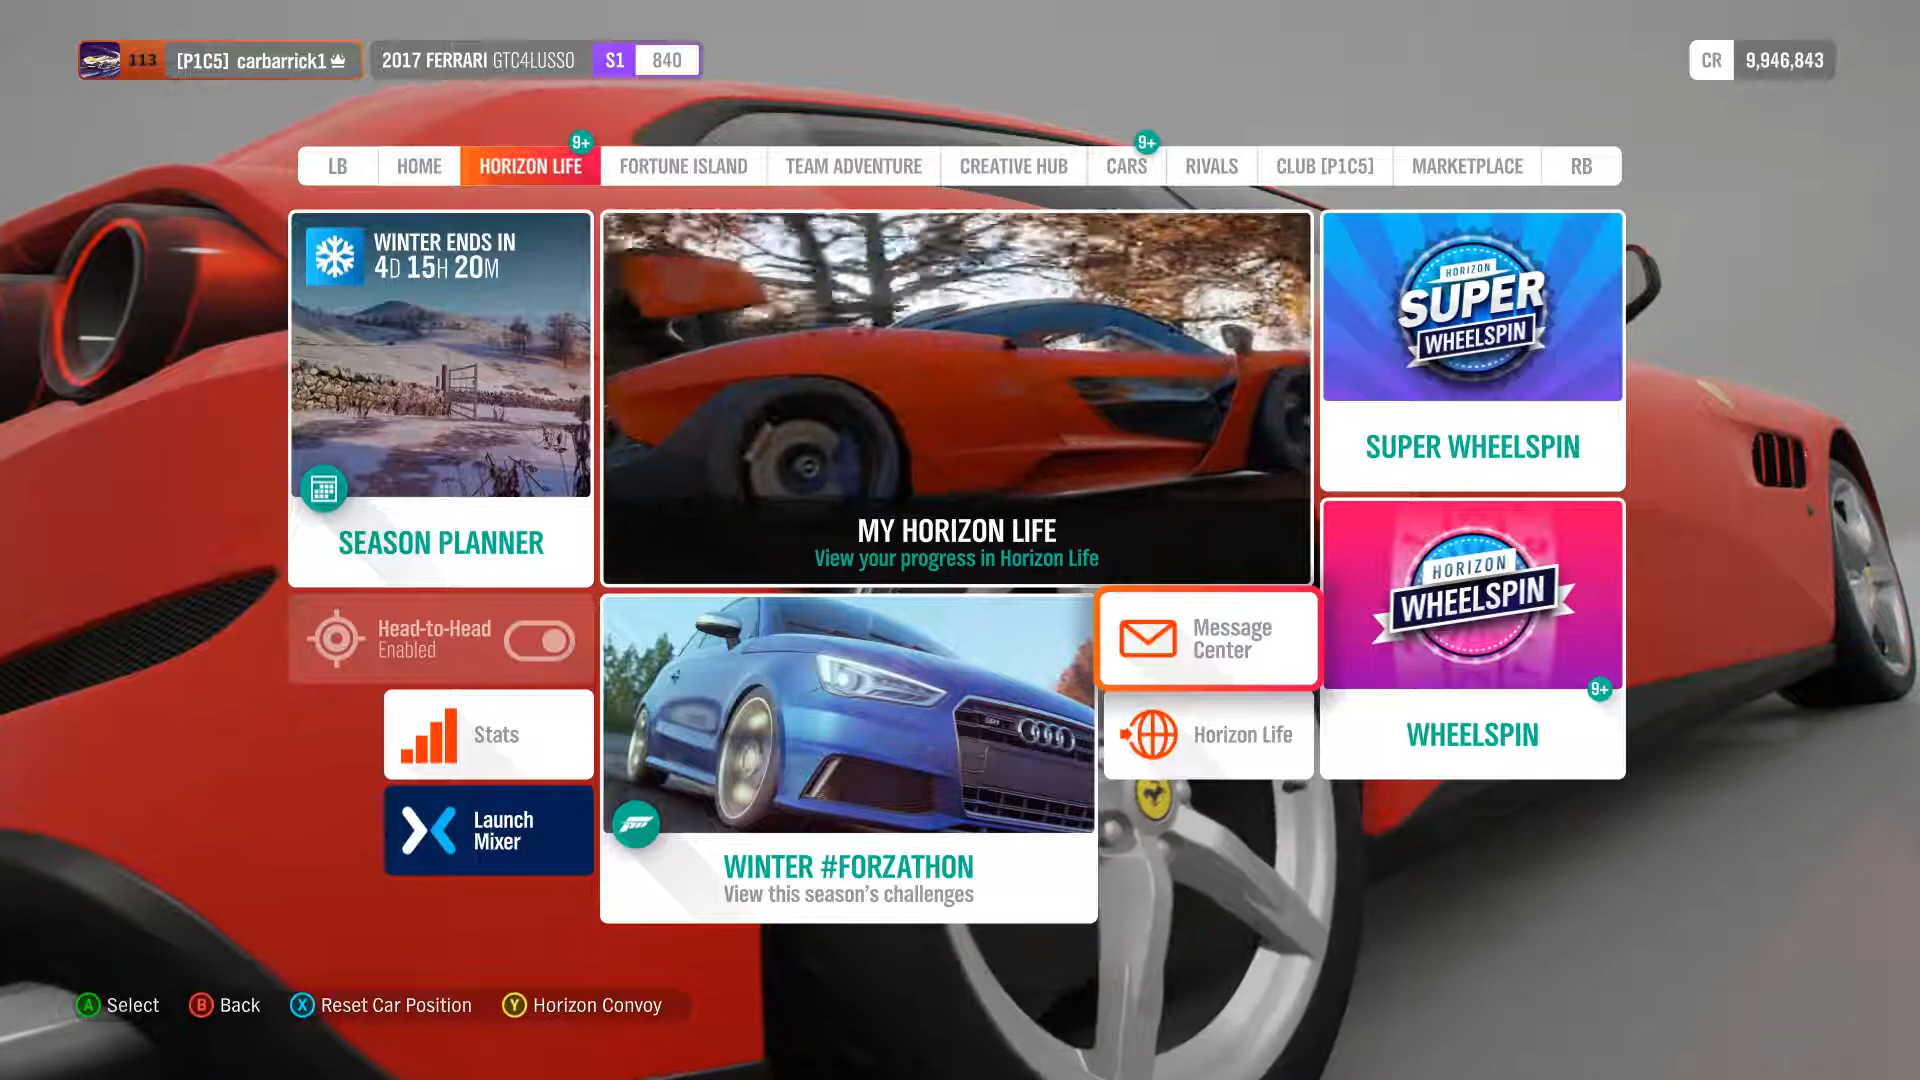 113 [P1C5] carbarrick1
2017 FERRARI GTC4LUSSO S1 840
CR 9,946,843
9+
9+
LB HOME HORIZON LIFE FORTUNE ISLAND TEAM ADVENTURE CREATIVE HUB CARS RIVALS CLUB [P1C5] MARKETPLACE RB
WINTER ENDS IN
4D 15H 20M
SEASON PLANNER
MY HORIZON LIFE
View your progress in Horizon Life
HORIZON
SUPER
WHEELSPIN
SUPER WHEELSPIN
Head-to-Head
Enabled
Stats
Launch
Mixer
WINTER #FORZATHON
View this season's challenges
Message
Center
Horizon Life
HORIZON
WHEELSPIN
9+
WHEELSPIN
A Select B Back X Reset Car Position Y Horizon Convoy